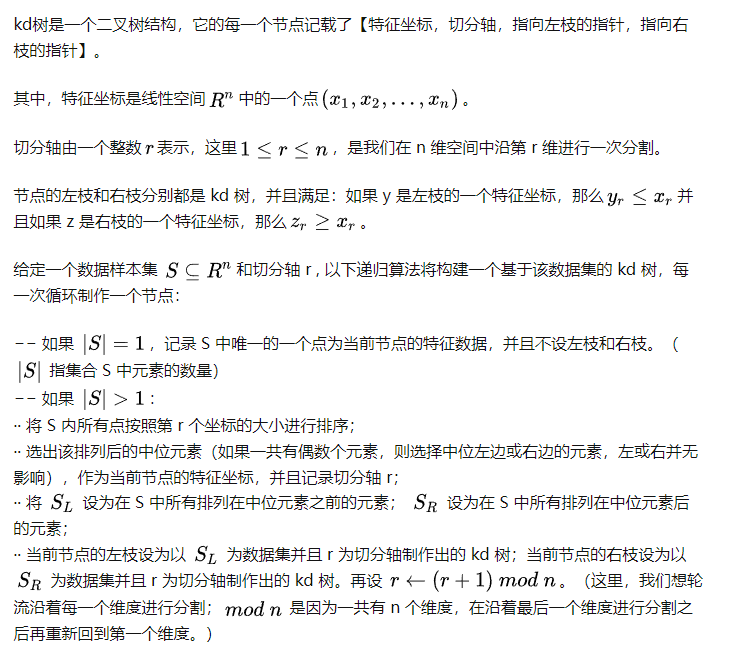 kd树是一个二叉树结构，它的每一个节点记载了【特征坐标，切分轴，指向左枝的指针，指向右
枝的指针】。
其中，特征坐标是线性空间 Rⁿ 中的一个点 (x₁, x₂, . . . , xₙ) 。
切分轴由一个整数 r 表示，这里 1 ≤ r ≤ n ，是我们在 n 维空间中沿第 r 维进行一次分割。
节点的左枝和右枝分别都是 kd 树，并且满足：如果 y 是左枝的一个特征坐标，那么 yᵣ ≤ xᵣ 并
且如果 z 是右枝的一个特征坐标，那么 zᵣ ≥ xᵣ 。
给定一个数据样本集 S ⊆ Rⁿ 和切分轴 r , 以下递归算法将构建一个基于该数据集的 kd 树，每
一次循环制作一个节点：
−− 如果 |S| = 1 ，记录 S 中唯一的一个点为当前节点的特征数据，并且不设左枝和右枝。（
|S| 指集合 S 中元素的数量）
−− 如果 |S| > 1 ：
·· 将 S 内所有点按照第 r 个坐标的大小进行排序；
·· 选出该排列后的中位元素（如果一共有偶数个元素，则选择中位左边或右边的元素，左或右并无
影响），作为当前节点的特征坐标，并且记录切分轴 r；
·· 将 S_L 设为在 S 中所有排列在中位元素之前的元素； S_R 设为在 S 中所有排列在中位元素后
的元素；
·· 当前节点的左枝设为以 S_L 为数据集并且 r 为切分轴制作出的 kd 树；当前节点的右枝设为以
S_R 为数据集并且 r 为切分轴制作出的 kd 树。再设 r ← (r + 1) mod n 。（这里，我们想轮
流沿着每一个维度进行分割； mod n 是因为一共有 n 个维度，在沿着最后一个维度进行分割之
后再重新回到第一个维度。）